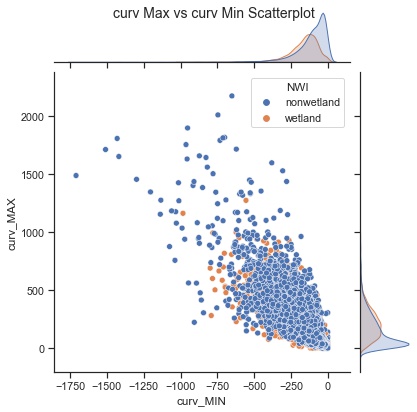 curv Max vs curv Min Scatterplot
NWI
nonwetland
wetland
2000
1500
1000
500
0
curv_MAX
−1750 −1500 −1250 −1000 −750 −500 −250 0
curv_MIN